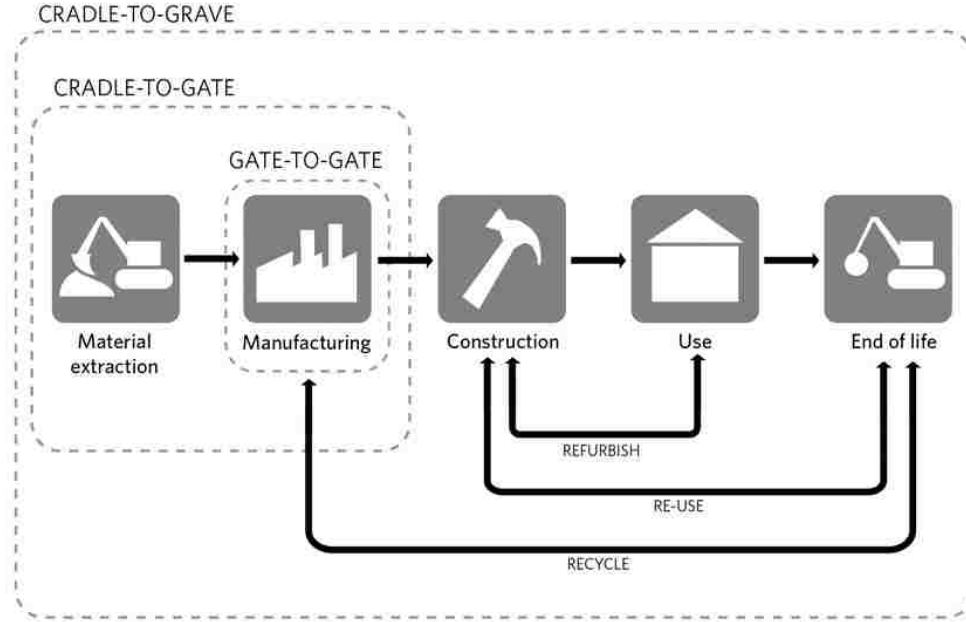 CRADLE-TO-GRAVE
CRADLE-TO-GATE
GATE-TO-GATE
Material
extraction
Manufacturing
Construction
Use
End of life
REFURBISH
RE-USE
RECYCLE